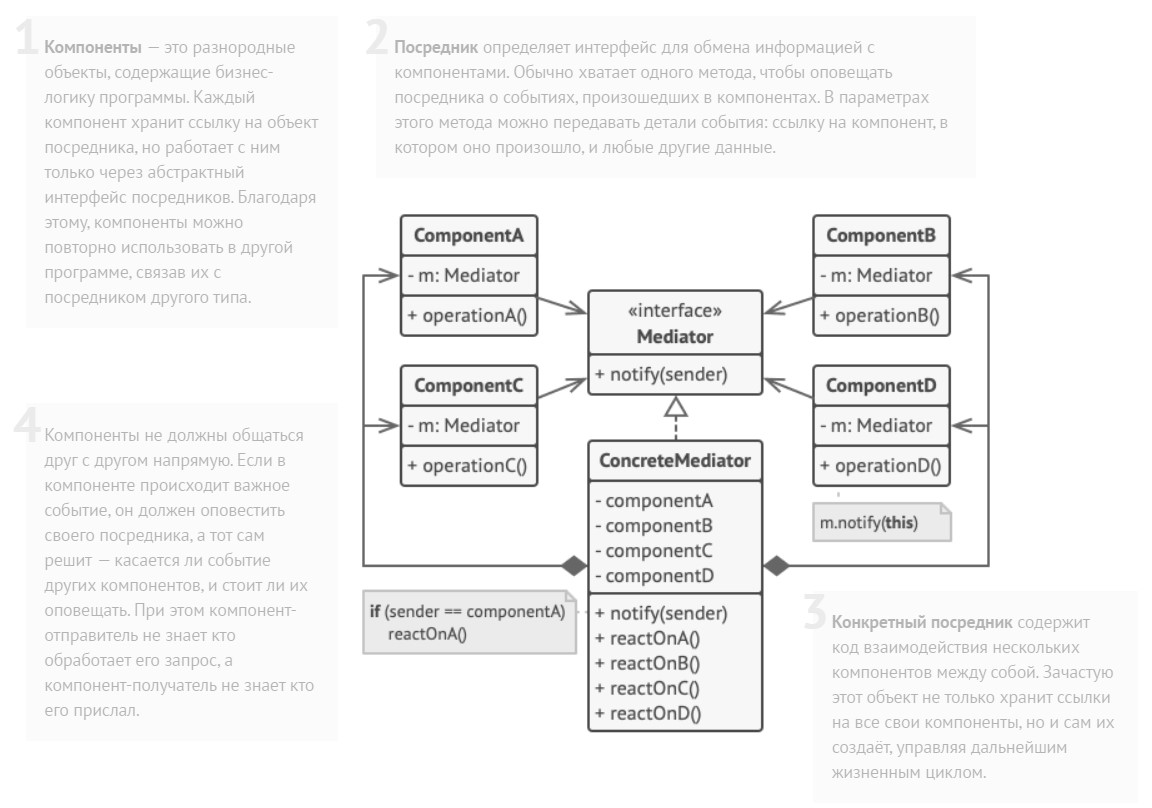 1
Компоненты — это разнородные
объекты, содержащие бизнес-
логику программы. Каждый
компонент хранит ссылку на объект
посредника, но работает с ним
только через абстрактный
интерфейс посредников. Благодаря
этому, компоненты можно
повторно использовать в другой
программе, связав их с
посредником другого типа.
2
Посредник определяет интерфейс для обмена информацией с
компонентами. Обычно хватает одного метода, чтобы оповещать
посредника о событиях, произошедших в компонентах. В параметрах
этого метода можно передавать детали события: ссылку на компонент, в
котором оно произошло, и любые другие данные.
ComponentA
- m: Mediator
+ operationA()
«interface»
Mediator
+ notify(sender)
ComponentB
- m: Mediator
+ operationB()
ComponentC
- m: Mediator
+ operationC()
ComponentD
- m: Mediator
+ operationD()
m.notify(this)
ConcreteMediator
- componentA
- componentB
- componentC
- componentD
+ notify(sender)
+ reactOnA()
+ reactOnB()
+ reactOnC()
+ reactOnD()
if (sender == componentA)
reactOnA()
3
Конкретный посредник содержит
код взаимодействия нескольких
компонентов между собой. Зачастую
этот объект не только хранит ссылки
на все свои компоненты, но и сам их
создаёт, управляя дальнейшим
жизненным циклом.
4
Компоненты не должны общаться
друг с другом напрямую. Если в
компоненте происходит важное
событие, он должен оповестить
своего посредника, а тот сам
решит — касается ли событие
других компонентов, и стоит ли их
оповещать. При этом компонент-
отправитель не знает кто
обработает его запрос, а
компонент-получатель не знает кто
его прислал.